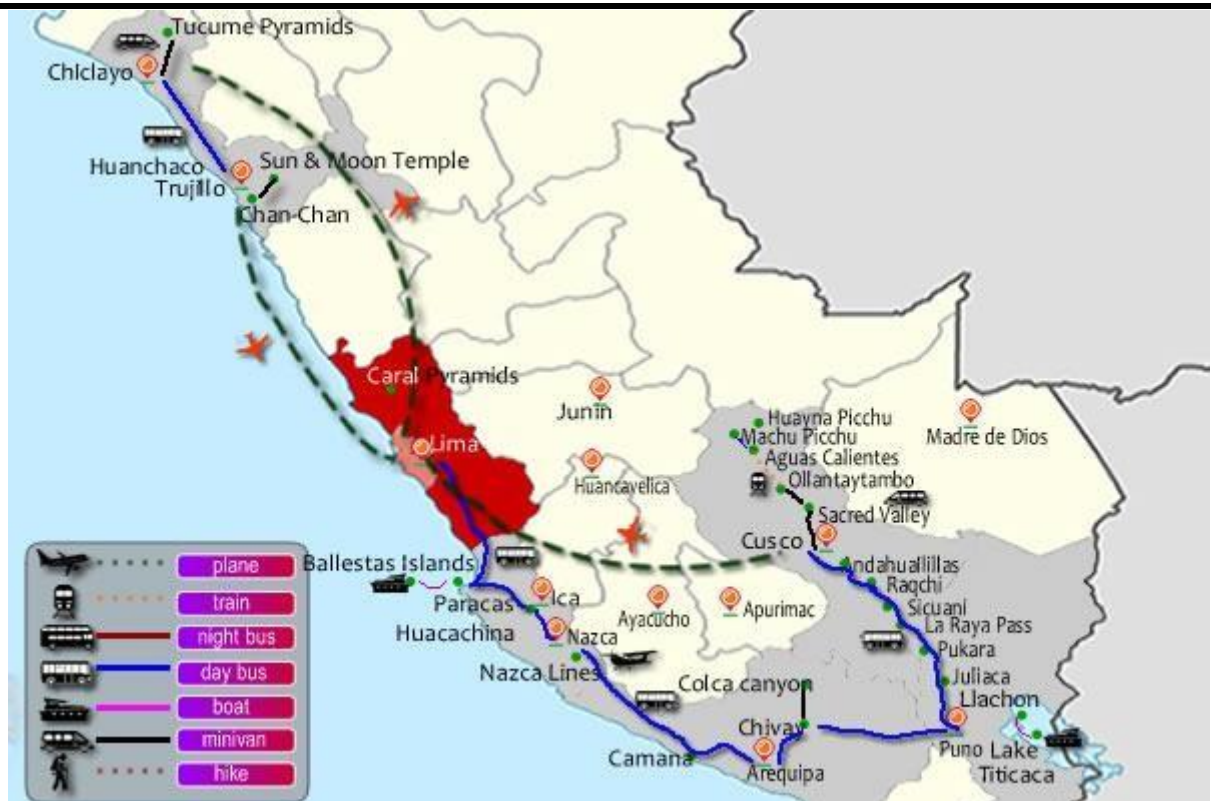 Tucume Pyramids
Chiclayo
Huanchaco
Sun & Moon Temple
Trujillo
Chan-Chan
Caral Pyramids
Junin
Lima
Huancavelica
Huayna Picchu
Machu Picchu
Aguas Calientes
Ollantaytambo
Sacred Valley
Madre de Dios
Cusco
Andahuallillas
Raqchi
Sicuani
La Raya Pass
Pukara
Juliaca
Llachon
Puno Lake
Titicaca
Ballestas Islands
Paracas
Ica
Huacachina
Nazca
Ayacucho
Apurimac
Nazca Lines
Colca canyon
Chivay
Camana
Arequipa
plane
train
night bus
day bus
boat
minivan
hike